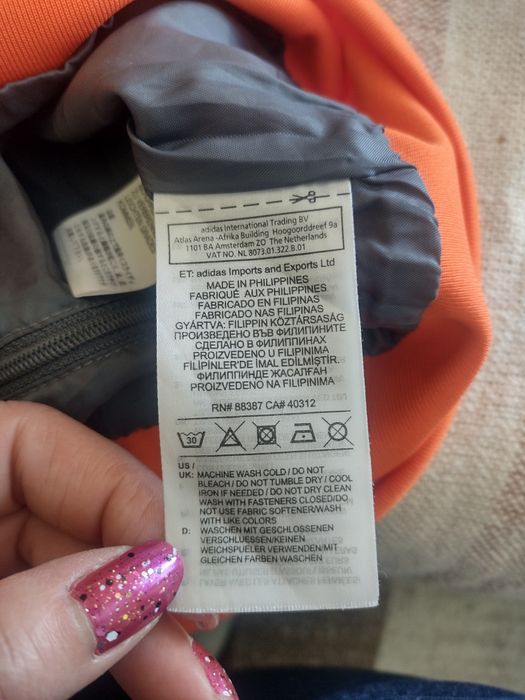 adidas International Trading BV
Atlas Arena -Afrika Building Hoogoorddreef 9a
1101 BA Amsterdam ZO The Netherlands
VAT NO. NL 8073.01.322.B.01
ET: adidas Imports and Exports Ltd
MADE IN PHILIPPINES
FABRIQUÉ AUX PHILIPPINES
FABRICADO EN FILIPINAS
FABRICADO NAS FILIPINAS
GYÁRTVA: FILIPPIN KÖZTÁRSASÁG
ПРОИЗВЕДЕНО ВЪВ ФИЛИПИНИТЕ
СДЕЛАНО В ФИЛИППИНАХ
PROIZVEDENO U FILIPINIMA
FİLİPİNLER'DE İMAL EDİLMİŞTİR.
ФИЛИППИНДЕ ЖАСАЛҒАН
PROIZVEDENO NA FILIPINIMA
RN# 88387 CA# 40312
30
US /
UK: MACHINE WASH COLD / DO NOT
BLEACH / DO NOT TUMBLE DRY / COOL
IRON IF NEEDED / DO NOT DRY CLEAN
WASH WITH FASTENERS CLOSED/DO
NOT USE FABRIC SOFTENER/WASH
WITH LIKE COLORS
D: WASCHEN MIT GESCHLOSSENEN
VERSCHLUESSEN/KEINEN
WEICHSPUELER VERWENDEN/MIT
GLEICHEN FARBEN WASCHEN